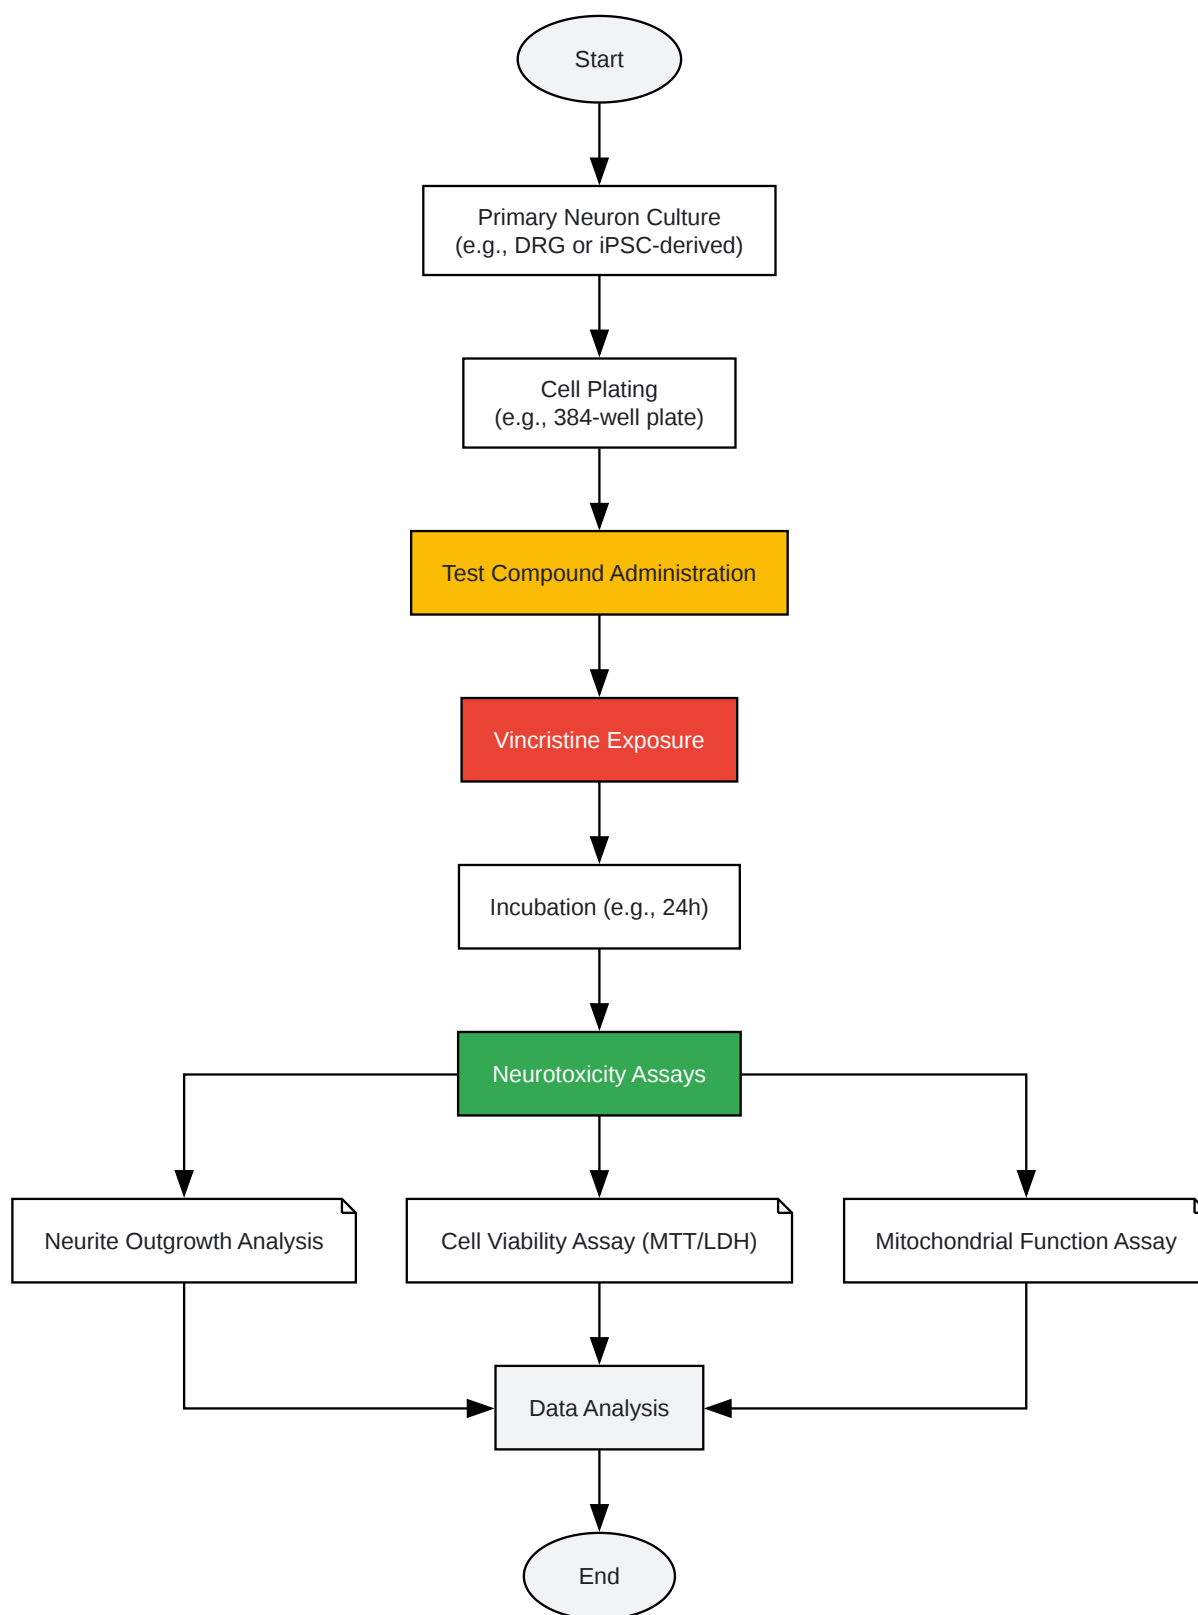 Start
Primary Neuron Culture
(e.g., DRG or iPSC-derived)
Cell Plating
(e.g., 384-well plate)
Test Compound Administration
Vincristine Exposure
Incubation (e.g., 24h)
Neurotoxicity Assays
Neurite Outgrowth Analysis
Cell Viability Assay (MTT/LDH)
Mitochondrial Function Assay
Data Analysis
End